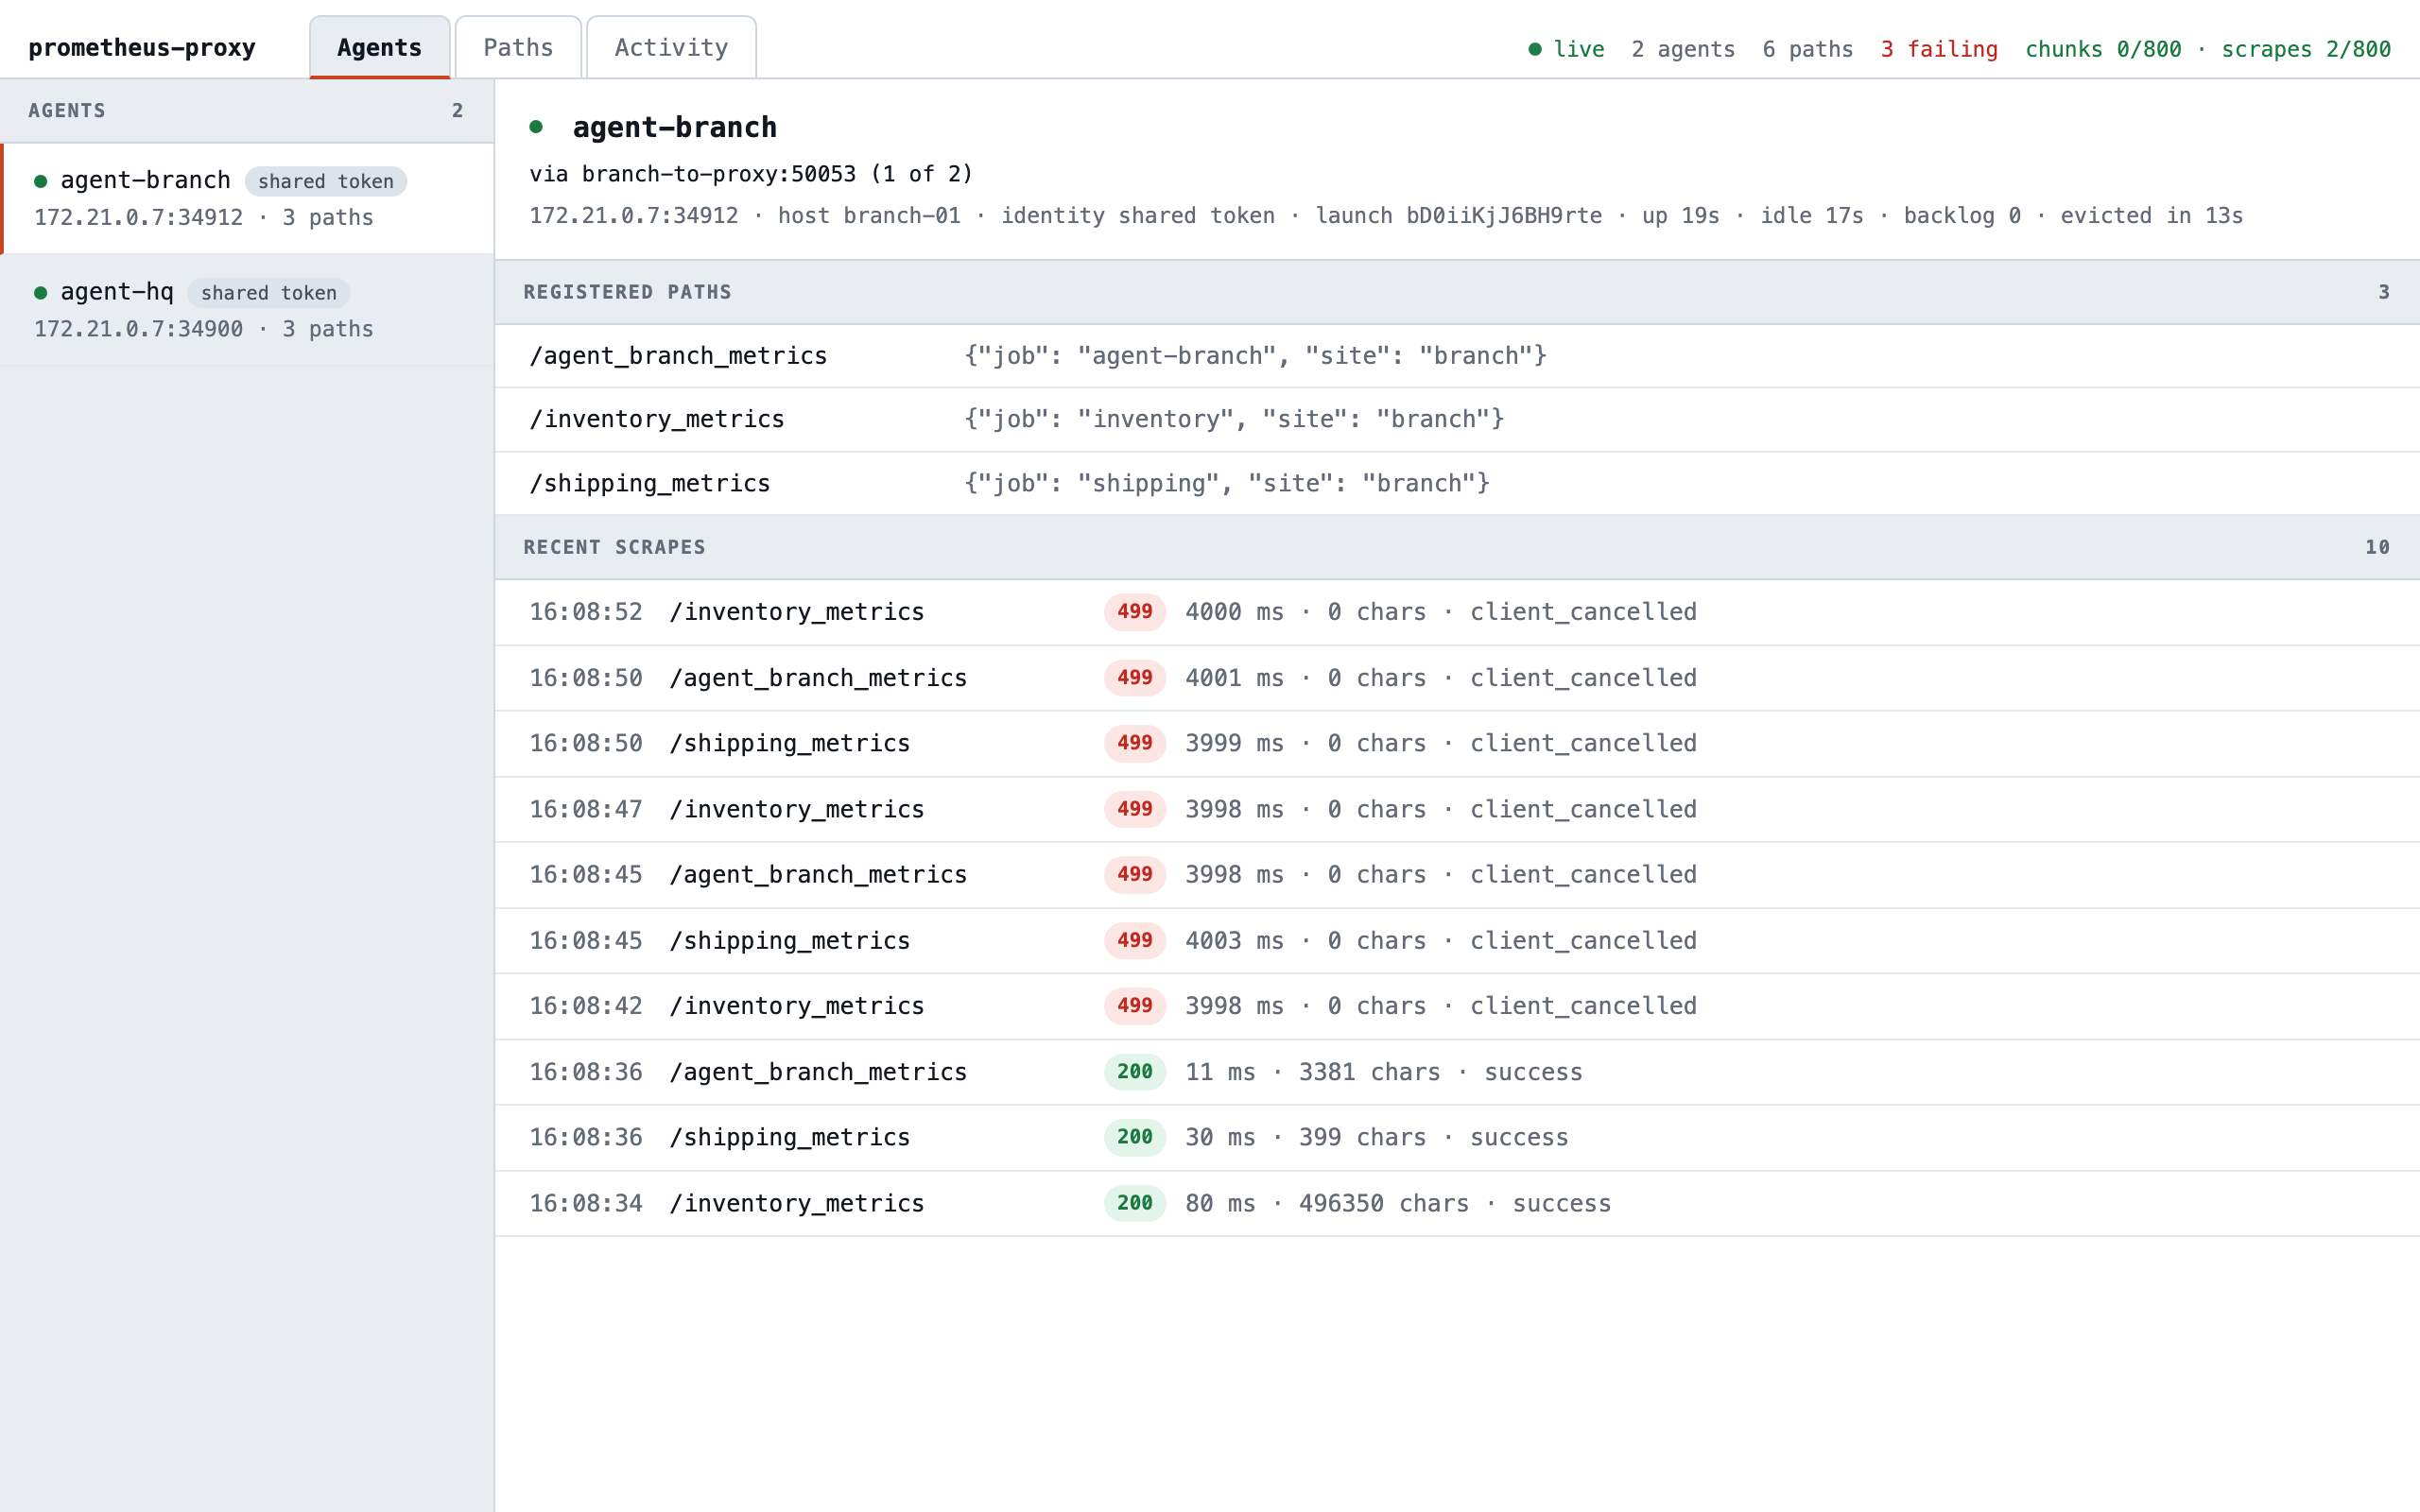 prometheus-proxy Agents Paths Activity live 2 agents 6 paths 3 failing chunks 0/800 · scrapes 2/800
AGENTS 2
agent-branch shared token
172.21.0.7:34912 · 3 paths
agent-hq shared token
172.21.0.7:34900 · 3 paths
agent-branch
via branch-to-proxy:50053 (1 of 2)
172.21.0.7:34912 · host branch-01 · identity shared token · launch bD0iiKjJ6BH9rte · up 19s · idle 17s · backlog 0 · evicted in 13s
REGISTERED PATHS 3
/agent_branch_metrics {"job": "agent-branch", "site": "branch"}
/inventory_metrics {"job": "inventory", "site": "branch"}
/shipping_metrics {"job": "shipping", "site": "branch"}
RECENT SCRAPES 10
16:08:52 /inventory_metrics 499 4000 ms · 0 chars · client_cancelled
16:08:50 /agent_branch_metrics 499 4001 ms · 0 chars · client_cancelled
16:08:50 /shipping_metrics 499 3999 ms · 0 chars · client_cancelled
16:08:47 /inventory_metrics 499 3998 ms · 0 chars · client_cancelled
16:08:45 /agent_branch_metrics 499 3998 ms · 0 chars · client_cancelled
16:08:45 /shipping_metrics 499 4003 ms · 0 chars · client_cancelled
16:08:42 /inventory_metrics 499 3998 ms · 0 chars · client_cancelled
16:08:36 /agent_branch_metrics 200 11 ms · 3381 chars · success
16:08:36 /shipping_metrics 200 30 ms · 399 chars · success
16:08:34 /inventory_metrics 200 80 ms · 496350 chars · success